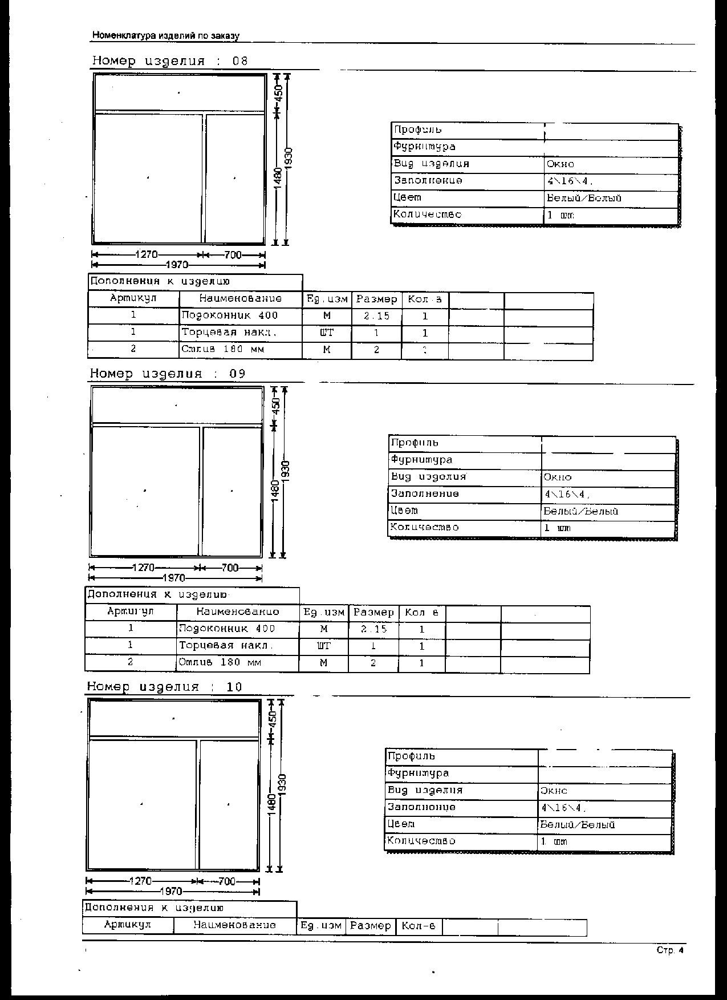 Номенклатура изделий по заказу
Номер изделия : 08
450
1930
1480
1270 700
1970
Профиль
Фурнитура
Вид изделия Окно
Заполнение 4\16\4.
Цвет Белый/Белый
Количество 1 шт
Дополнения к изделию
Артикул Наименование Ед.изм Размер Кол-в
1 Подоконник 400 М 2.15 1
1 Торцевая накл. ШТ 1 1
2 Отлив 180 мм М 2 1
Номер изделия : 09
450
1930
1480
1270 700
1970
Профиль
Фурнитура
Вид изделия Окно
Заполнение 4\16\4.
Цвет Белый/Белый
Количество 1 шт
Дополнения к изделию
Артикул Наименование Ед.изм Размер Кол в
1 Подоконник 400 М 2.15 1
1 Торцевая накл. ШТ 1 1
2 Отлив 180 мм М 2 1
Номер изделия : 10
450
1930
1480
1270 700
1970
Профиль
Фурнитура
Вид изделия Окно
Заполнение 4\16\4.
Цвет Белый/Белый
Количество 1 шт
Дополнения к изделию
Артикул Наименование Ед.изм Размер Кол-в
Стр. 4